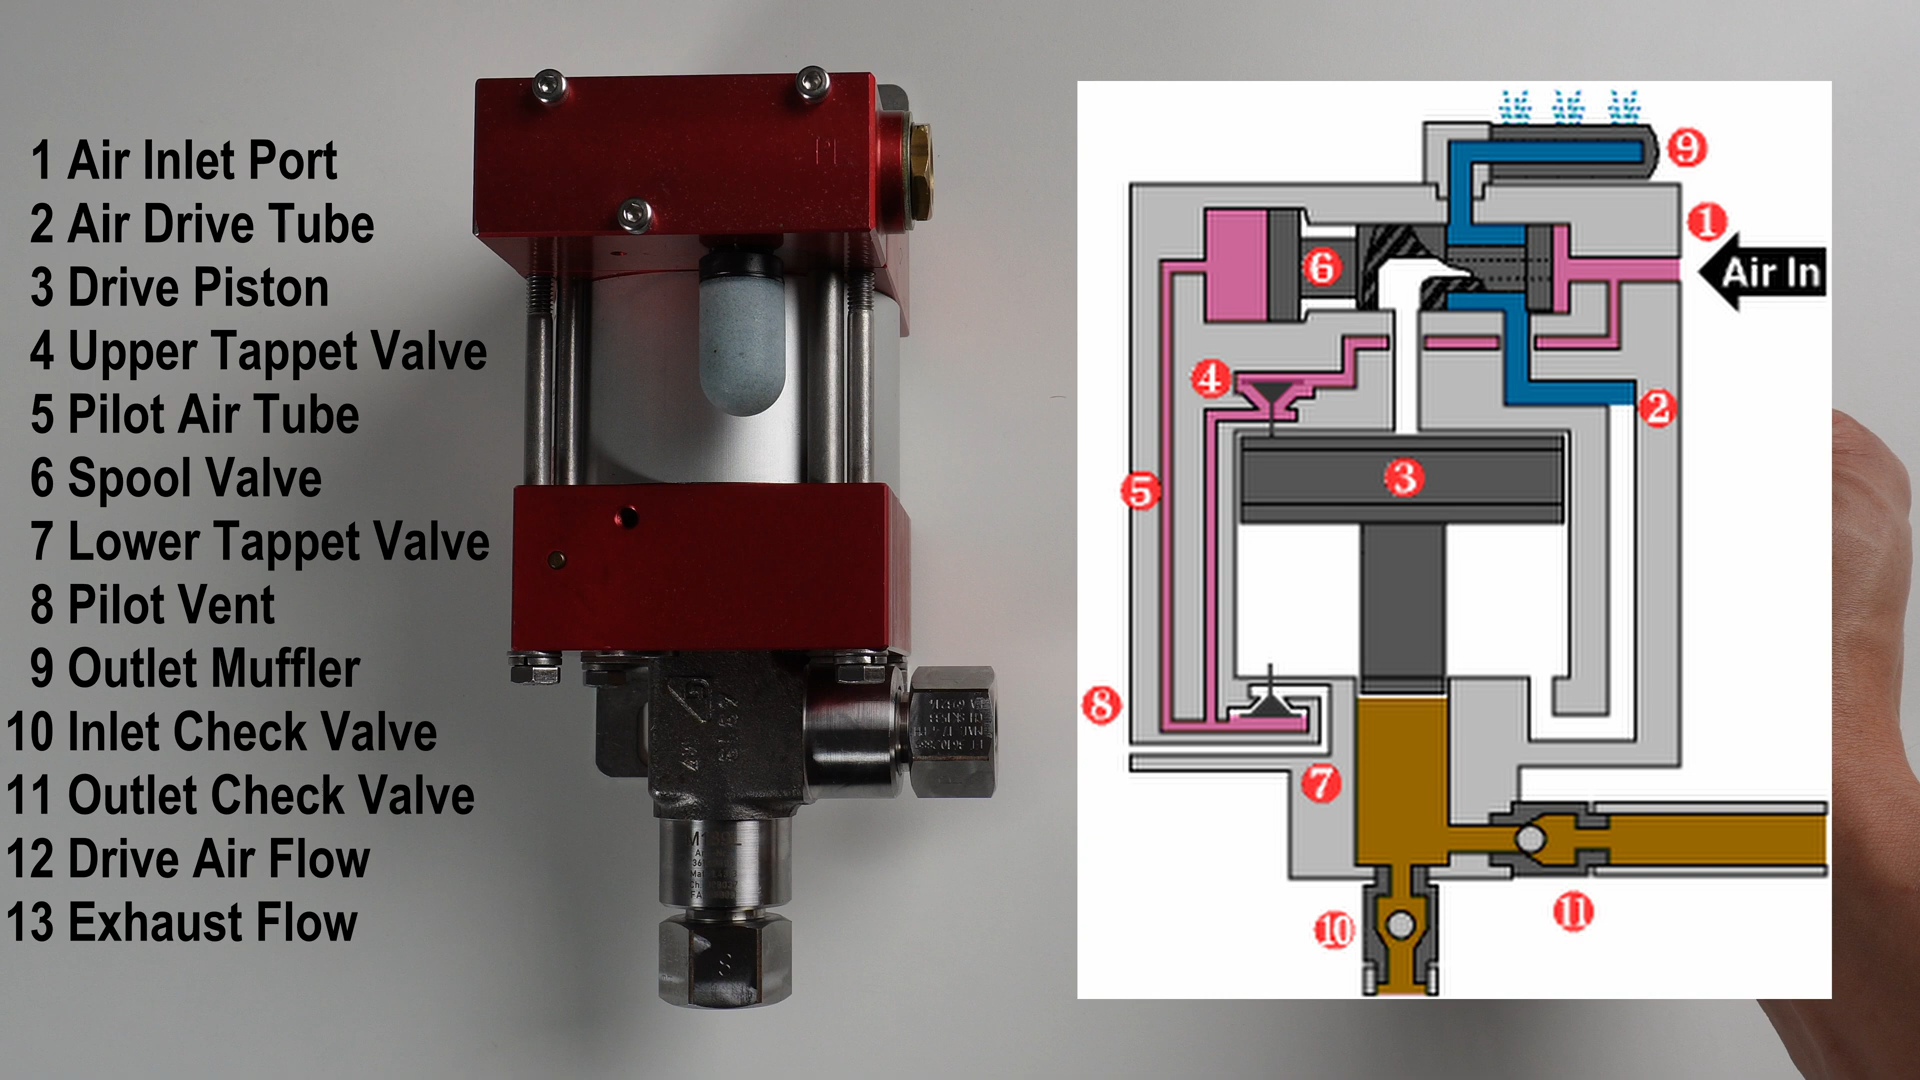 1 Air Inlet Port
2 Air Drive Tube
3 Drive Piston
4 Upper Tappet Valve
5 Pilot Air Tube
6 Spool Valve
7 Lower Tappet Valve
8 Pilot Vent
9 Outlet Muffler
10 Inlet Check Valve
11 Outlet Check Valve
12 Drive Air Flow
13 Exhaust Flow
9
1
Air In
6
4
2
3
5
8
7
10
11